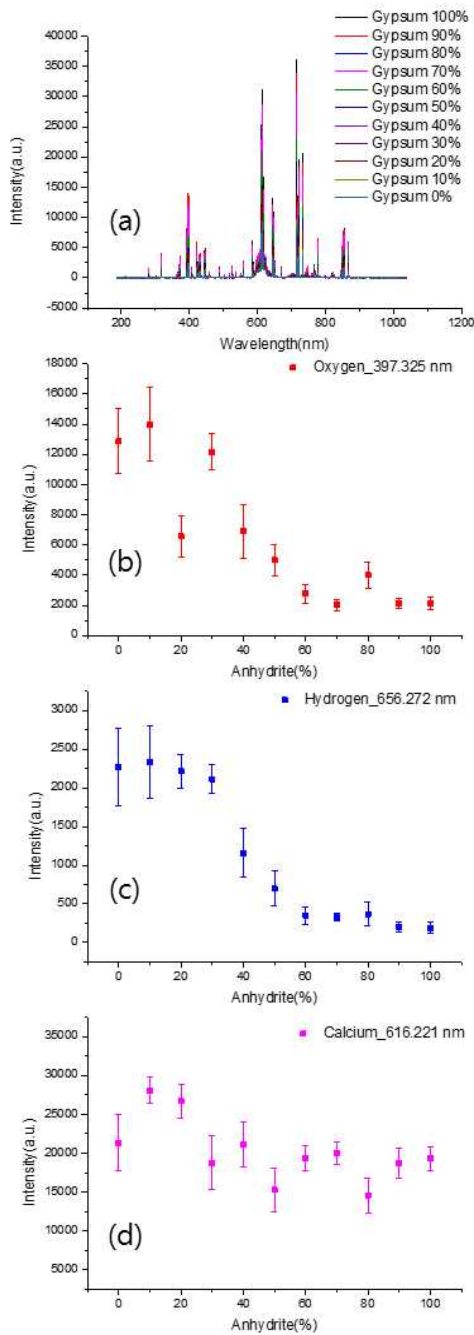 Gypsum 100%
Gypsum 90%
Gypsum 80%
Gypsum 70%
Gypsum 60%
Gypsum 50%
Gypsum 40%
Gypsum 30%
Gypsum 20%
Gypsum 10%
Gypsum 0%
40000
35000
30000
25000
20000
15000
10000
5000
0
-5000
Intensity(a.u.)
(a)
200 400 600 800 1000 1200
Wavelength(nm)
Oxygen_397.325 nm
18000
16000
14000
12000
10000
8000
6000
4000
2000
0
Intensity(a.u.)
(b)
0 20 40 60 80 100
Anhydrite(%)
Hydrogen_656.272 nm
3000
2500
2000
1500
1000
500
0
Intensity(a.u.)
(c)
0 20 40 60 80 100
Anhydrite(%)
Calcium_616.221 nm
35000
30000
25000
20000
15000
10000
5000
Intensity(a.u.)
(d)
0 20 40 60 80 100
Anhydrite(%)